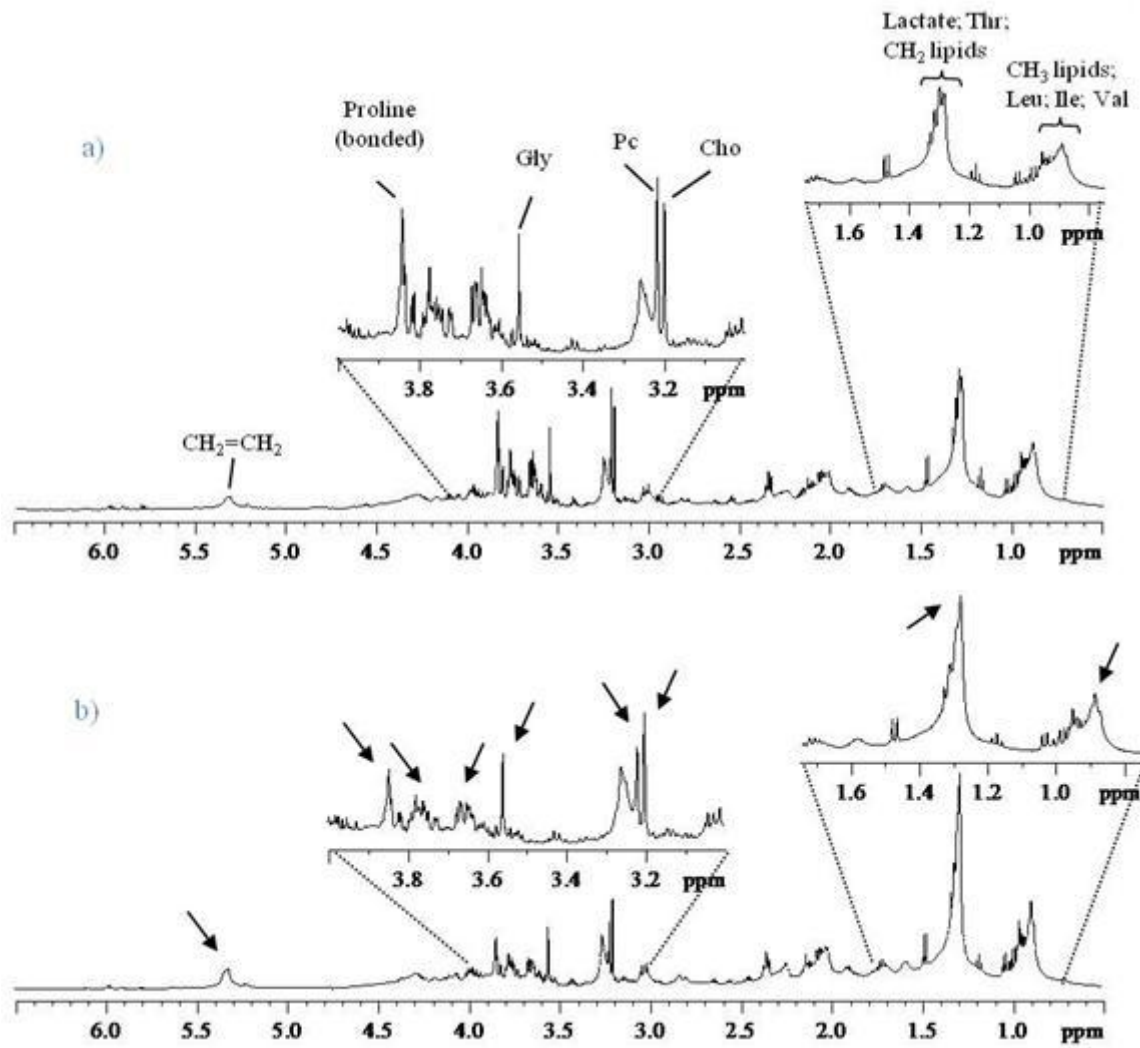 Lactate; Thr;
CH₂ lipids
CH₃ lipids;
Leu; Ile; Val
Proline
(bonded)
a)
Gly
Pc
Cho
1.6 1.4 1.2 1.0 ppm
3.8 3.6 3.4 3.2 ppm
CH₂=CH₂
6.0 5.5 5.0 4.5 4.0 3.5 3.0 2.5 2.0 1.5 1.0 ppm
b)
1.6 1.4 1.2 1.0 ppm
3.8 3.6 3.4 3.2 ppm
6.0 5.5 5.0 4.5 4.0 3.5 3.0 2.5 2.0 1.5 1.0 ppm